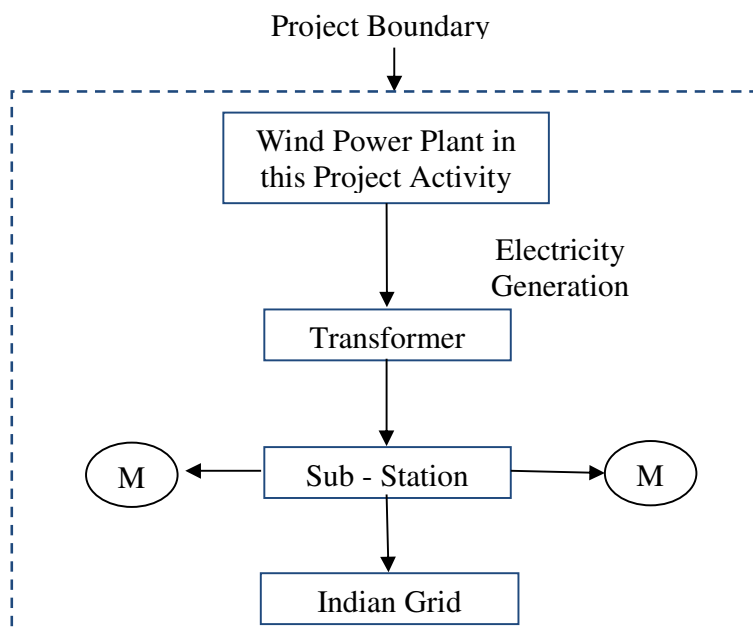 Project Boundary
Wind Power Plant in
this Project Activity
Electricity
Generation
Transformer
M
Sub - Station
M
Indian Grid